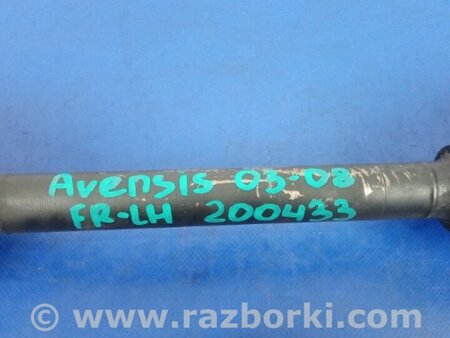 Avensis 03-08
FR-LH 200433
www.razborki.com